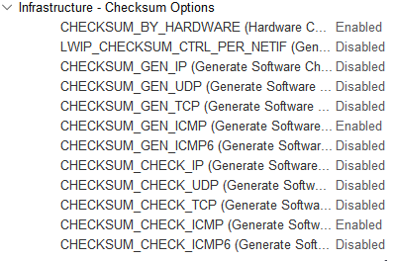 Infrastructure - Checksum Options
CHECKSUM_BY_HARDWARE (Hardware C... Enabled
LWIP_CHECKSUM_CTRL_PER_NETIF (Gen... Disabled
CHECKSUM_GEN_IP (Generate Software Ch... Disabled
CHECKSUM_GEN_UDP (Generate Software ... Disabled
CHECKSUM_GEN_TCP (Generate Software ... Disabled
CHECKSUM_GEN_ICMP (Generate Software... Enabled
CHECKSUM_GEN_ICMP6 (Generate Softwar... Disabled
CHECKSUM_CHECK_IP (Generate Software... Disabled
CHECKSUM_CHECK_UDP (Generate Softwa... Disabled
CHECKSUM_CHECK_TCP (Generate Softwa... Disabled
CHECKSUM_CHECK_ICMP (Generate Softw... Enabled
CHECKSUM_CHECK_ICMP6 (Generate Soft... Disabled